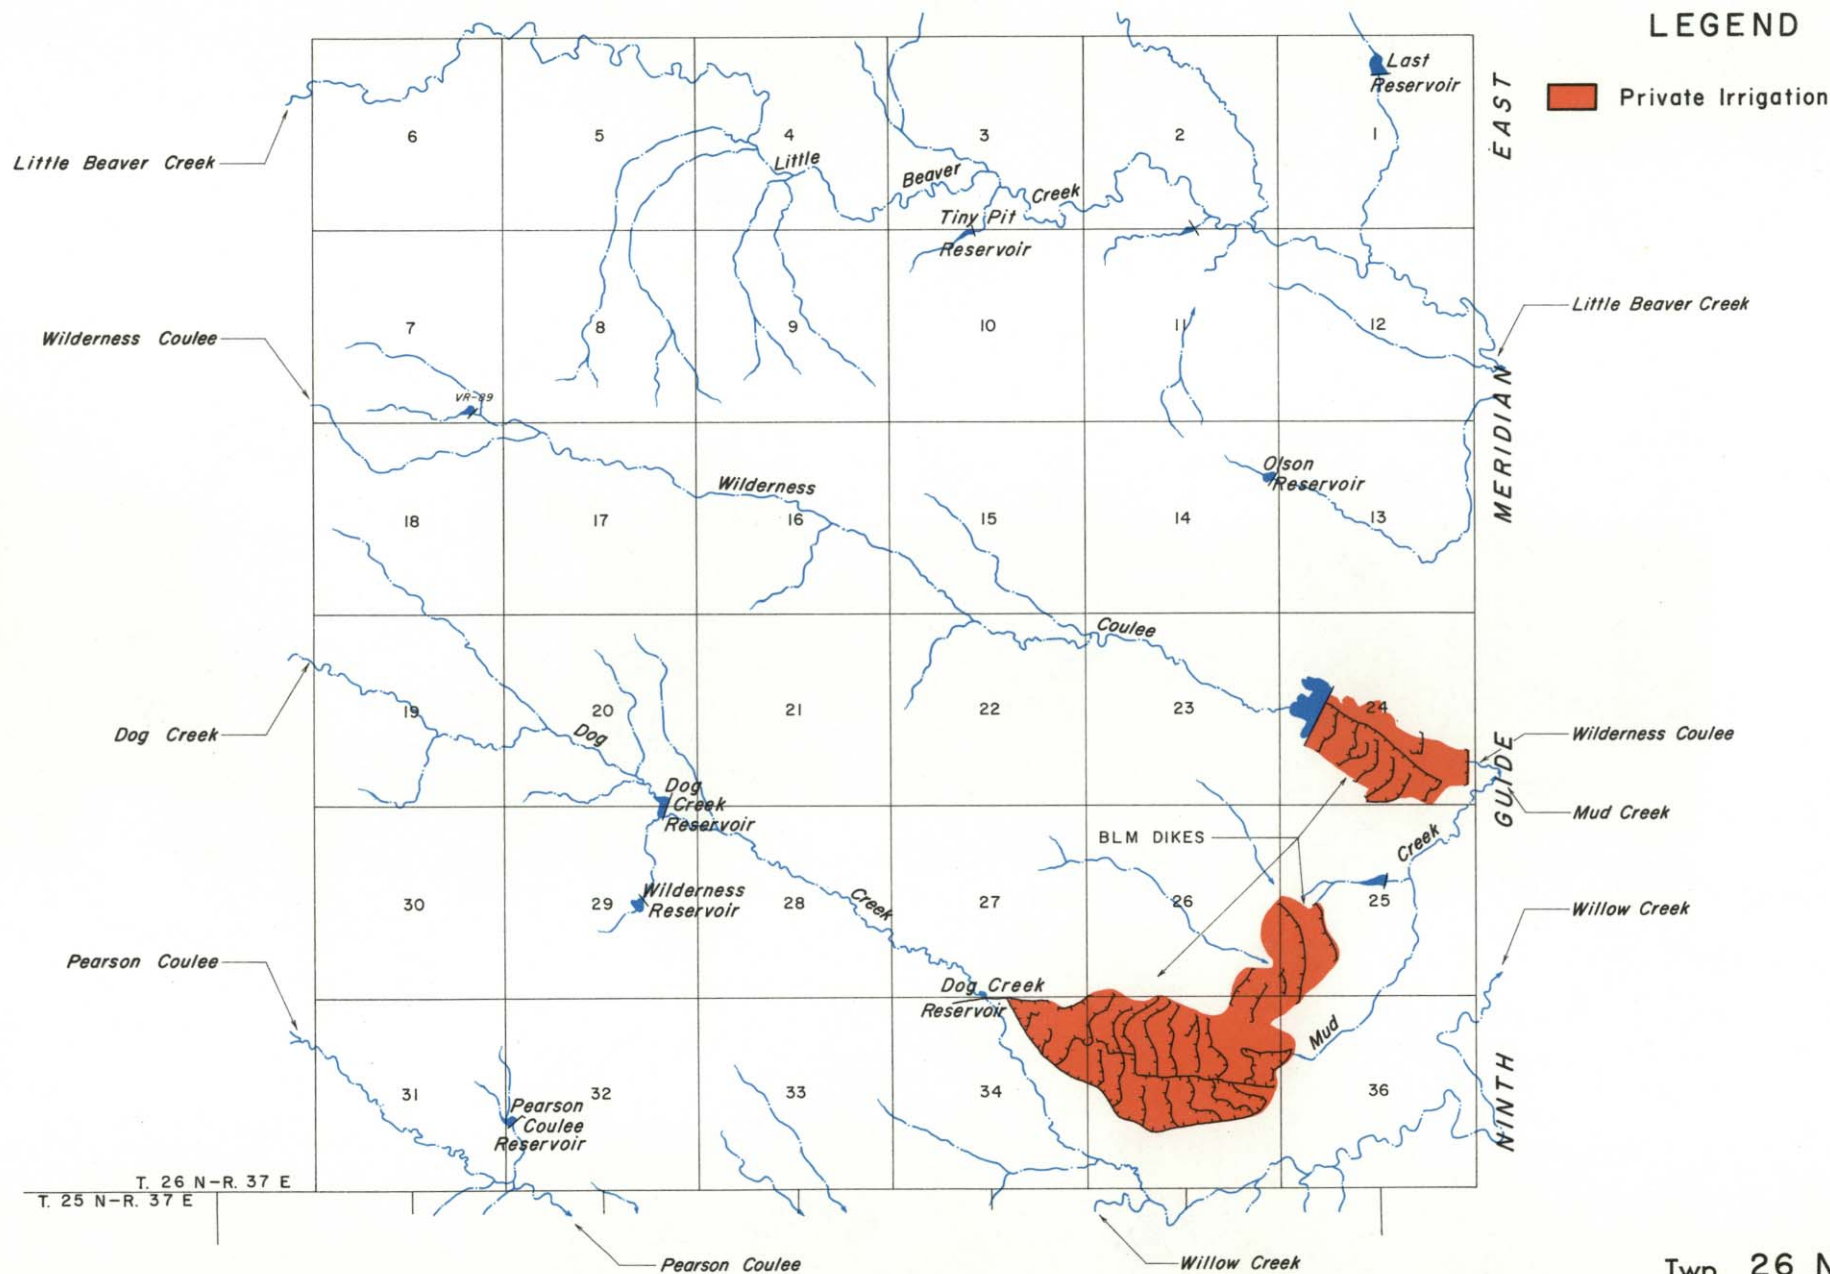 LEGEND
Private Irrigation
EAST
MERIDIAN
GUIDE
NINTH
Last
Reservoir
6
5
4
3
2
1
Little Beaver Creek
Little
Beaver
Creek
Tiny Pit
Reservoir
Little Beaver Creek
Wilderness Coulee
7
8
9
10
11
12
VR-89
Olson
Reservoir
Wilderness
18
17
16
15
14
13
Coulee
Dog Creek
19
20
21
22
23
24
Dog
Wilderness Coulee
Dog
Creek
Reservoir
Mud Creek
BLM DIKES
Creek
Wilderness
Reservoir
Creek
30
29
28
27
26
25
Willow Creek
Pearson Coulee
Dog Creek
Reservoir
Mud
31
32
33
34
36
Pearson
Coulee
Reservoir
T. 26 N-R. 37 E
T. 25 N-R. 37 E
Pearson Coulee
Willow Creek
Twp. 26 N